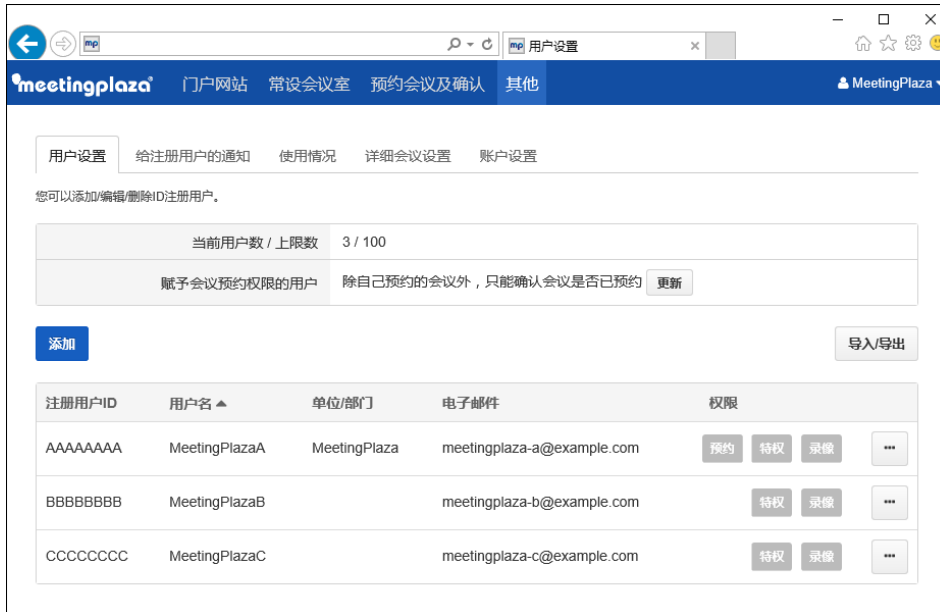 mp
mp 用户设置
meetingplaza 门户网站 常设会议室 预约会议及确认 其他 MeetingPlaza
用户设置 给注册用户的通知 使用情况 详细会议设置 账户设置
您可以添加/编辑/删除ID注册用户。
当前用户数 / 上限数 3 / 100
赋予会议预约权限的用户 除自己预约的会议外，只能确认会议是否已预约 更新
添加 导入/导出
注册用户ID 用户名 单位/部门 电子邮件 权限
AAAAAAAA MeetingPlazaA MeetingPlaza meetingplaza-a@example.com 预约 特权 录像
BBBBBBBB MeetingPlazaB meetingplaza-b@example.com 特权 录像
CCCCCCCC MeetingPlazaC meetingplaza-c@example.com 特权 录像